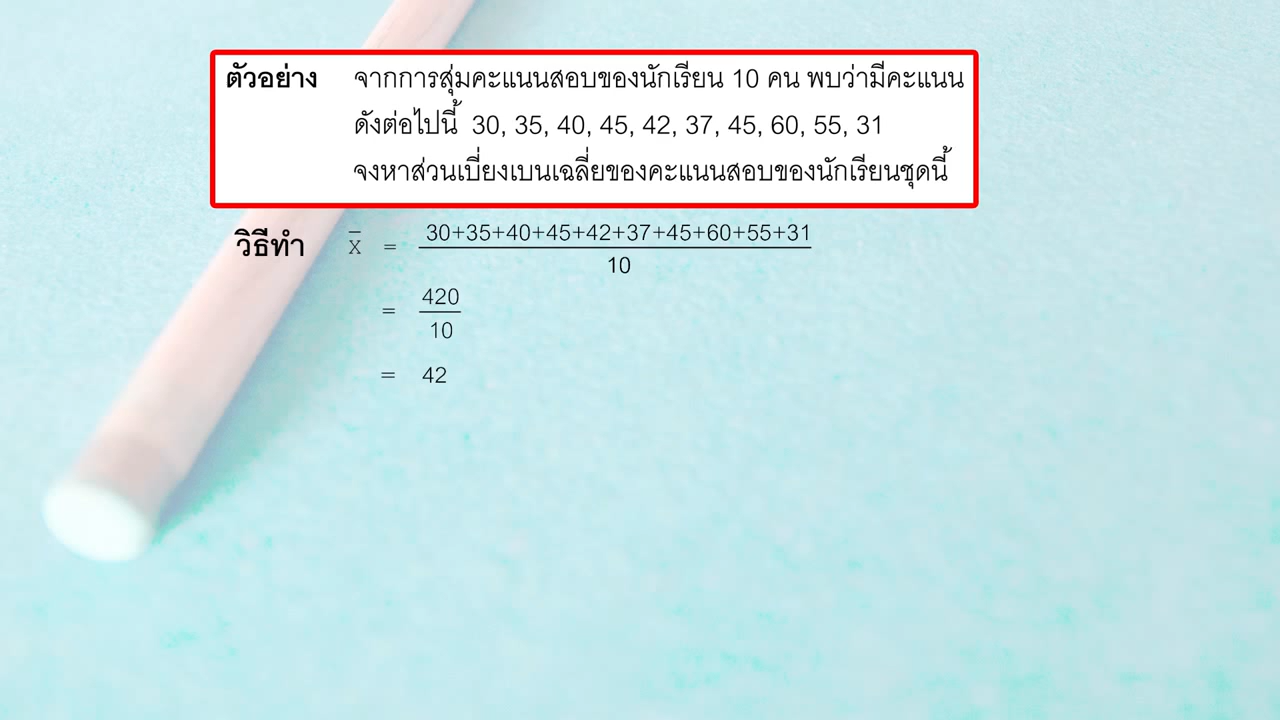 ตัวอย่าง จากการสุ่มคะแนนสอบของนักเรียน 10 คน พบว่ามีคะแนน
ดังต่อไปนี้ 30, 35, 40, 45, 42, 37, 45, 60, 55, 31
จงหาส่วนเบี่ยงเบนเฉลี่ยของคะแนนสอบของนักเรียนชุดนี้
วิธีทำ x̄ = 30+35+40+45+42+37+45+60+55+31
10
= 420
10
= 42